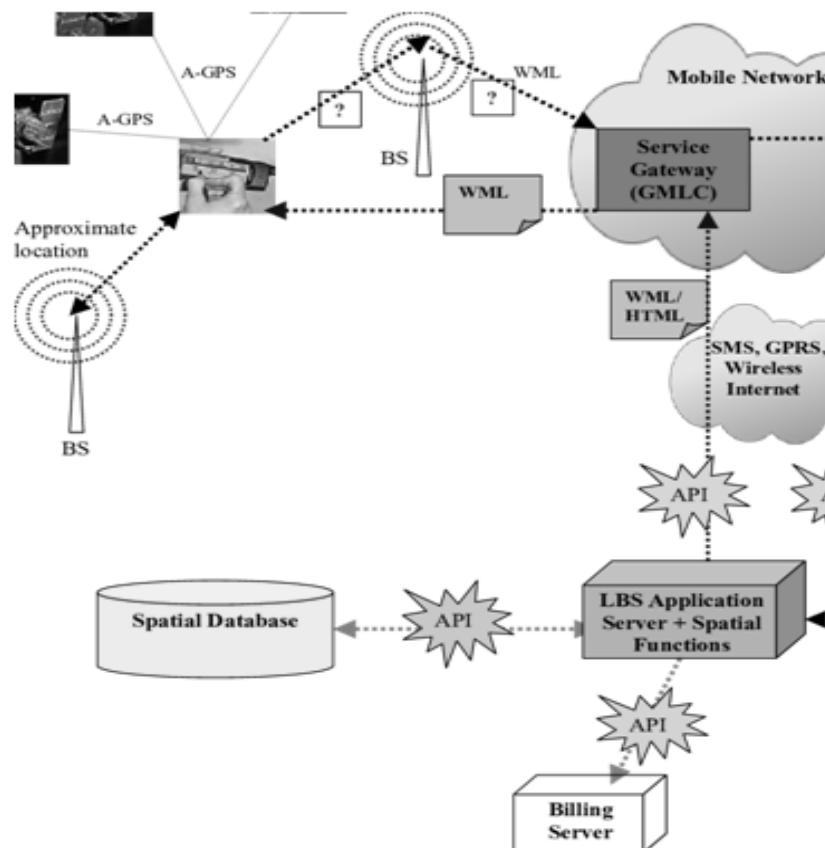 A-GPS
WML
Mobile Network
A-GPS
?
?
BS
Service
Gateway
(GMLC)
WML
Approximate
location
WML/
HTML
SMS, GPRS,
Wireless
Internet
BS
API
Spatial Database
API
LBS Application
Server + Spatial
Functions
API
Billing
Server